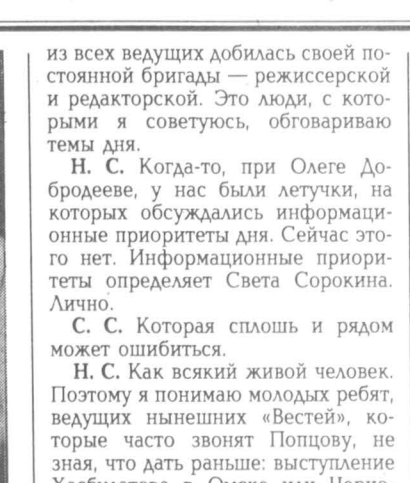 из всех ведущих добилась своей по-
стоянной бригады — режиссерской
и редакторской. Это люди, с кото-
рыми я советуюсь, обговариваю
темы дня.
Н. С. Когда-то, при Олеге До-
бродееве, у нас были летучки, на
которых обсуждались информаци-
онные приоритеты дня. Сейчас это-
го нет. Информационные приори-
теты определяет Света Сорокина.
Лично.
С. С. Которая сплошь и рядом
может ошибиться.
Н. С. Как всякий живой человек.
Поэтому я понимаю молодых ребят,
ведущих нынешних «Вестей», ко-
торые часто звонят Попцову, не
зная, что дать раньше: выступление